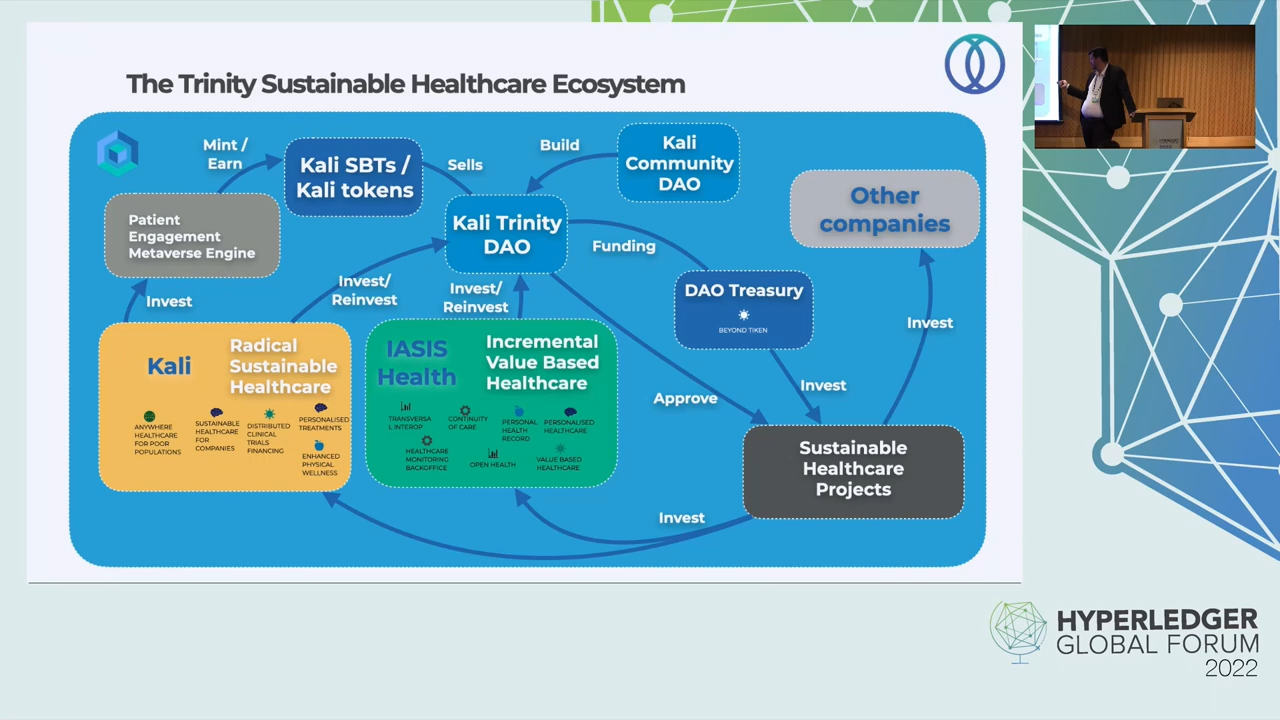 The Trinity Sustainable Healthcare Ecosystem
Mint /
Earn
Kali SBTs /
Kali tokens
Sells
Build
Kali
Community
DAO
Other
companies
Patient
Engagement
Metaverse Engine
Kali Trinity
DAO
Funding
Invest
Invest/
Reinvest
Invest/
Reinvest
DAO Treasury
BEYOND TIKEN
Invest
Kali
Radical
Sustainable
Healthcare
ANYWHERE
HEALTHCARE
FOR POOR
POPULATIONS
SUSTAINABLE
HEALTHCARE
FOR
COMPANIES
DISTRIBUTED
CLINICAL
TRIALS
FINANCING
PERSONALISED
TREATMENTS
ENHANCED
PHYSICAL
WELLNESS
IASIS
Health
Incremental
Value Based
Healthcare
TRANSVERSA
L INTEROP
CONTINUITY
OF CARE
PERSONAL
HEALTH
RECORD
PERSONALISED
HEALTHCARE
HEALTHCARE
MONITORING
BACKOFFICE
OPEN HEALTH
VALUE BASED
HEALTHCARE
Approve
Invest
Sustainable
Healthcare
Projects
Invest
HYPERLEDGER
GLOBAL FORUM
2022